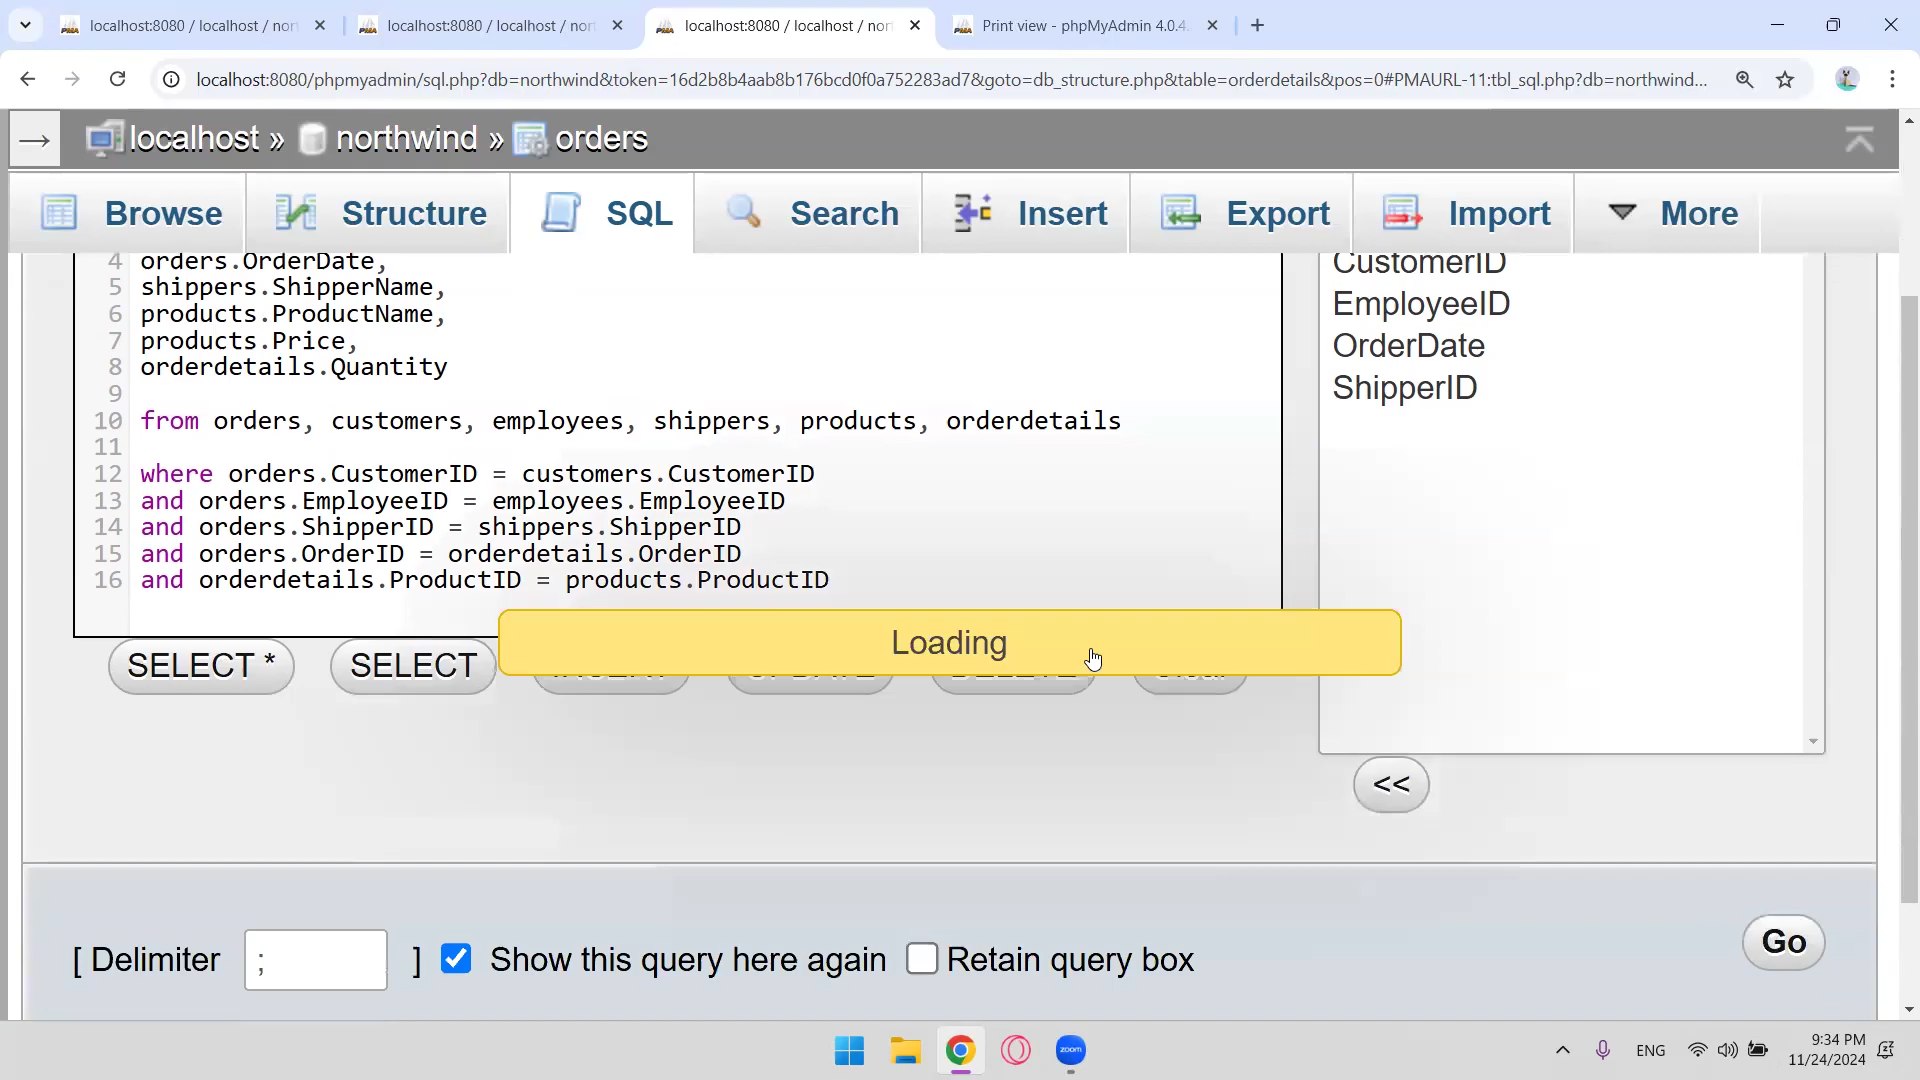 localhost:8080 / localhost / nor
localhost:8080 / localhost / nor
localhost:8080 / localhost / nor
Print view - phpMyAdmin 4.0.4.
localhost:8080/phpmyadmin/sql.php?db=northwind&token=16d2b8b4aab8b176bcd0f0a752283ad7&goto=db_structure.php&table=orderdetails&pos=0#PMAURL-11:tbl_sql.php?db=northwind...
localhost » northwind » orders
Browse Structure SQL Search Insert Export Import More
4 orders.OrderDate,
5 shippers.ShipperName,
6 products.ProductName,
7 products.Price,
8 orderdetails.Quantity
9
10 from orders, customers, employees, shippers, products, orderdetails
11
12 where orders.CustomerID = customers.CustomerID
13 and orders.EmployeeID = employees.EmployeeID
14 and orders.ShipperID = shippers.ShipperID
15 and orders.OrderID = orderdetails.OrderID
16 and orderdetails.ProductID = products.ProductID
CustomerID
EmployeeID
OrderDate
ShipperID
Loading
SELECT * SELECT INSERT UPDATE DELETE Clear
<<
[ Delimiter ; ] Show this query here again Retain query box
Go
zoom
ENG
9:34 PM
11/24/2024